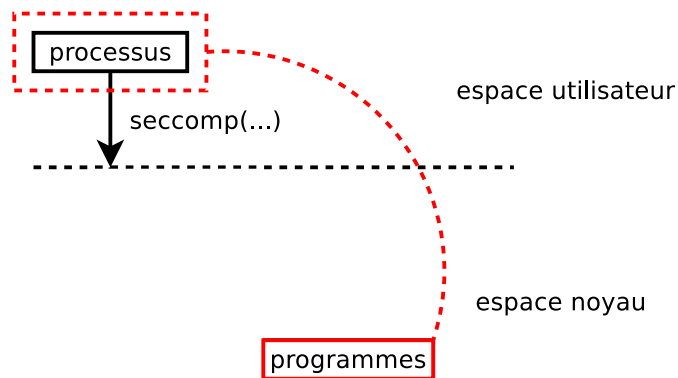 processus
espace utilisateur
seccomp(...)
espace noyau
programmes